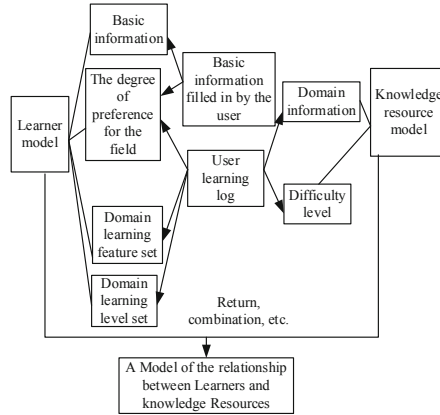 Basic
information
The degree of
preference
for the
field
Learner
model
Basic
information
filled in by the
user
Domain
information
Knowledge
resource
model
User
learning
log
Difficulty
level
Domain
learning
feature set
Domain
learning
level set
Return,
combination, etc.
A Model of the relationship
between Learners and
knowledge Resources